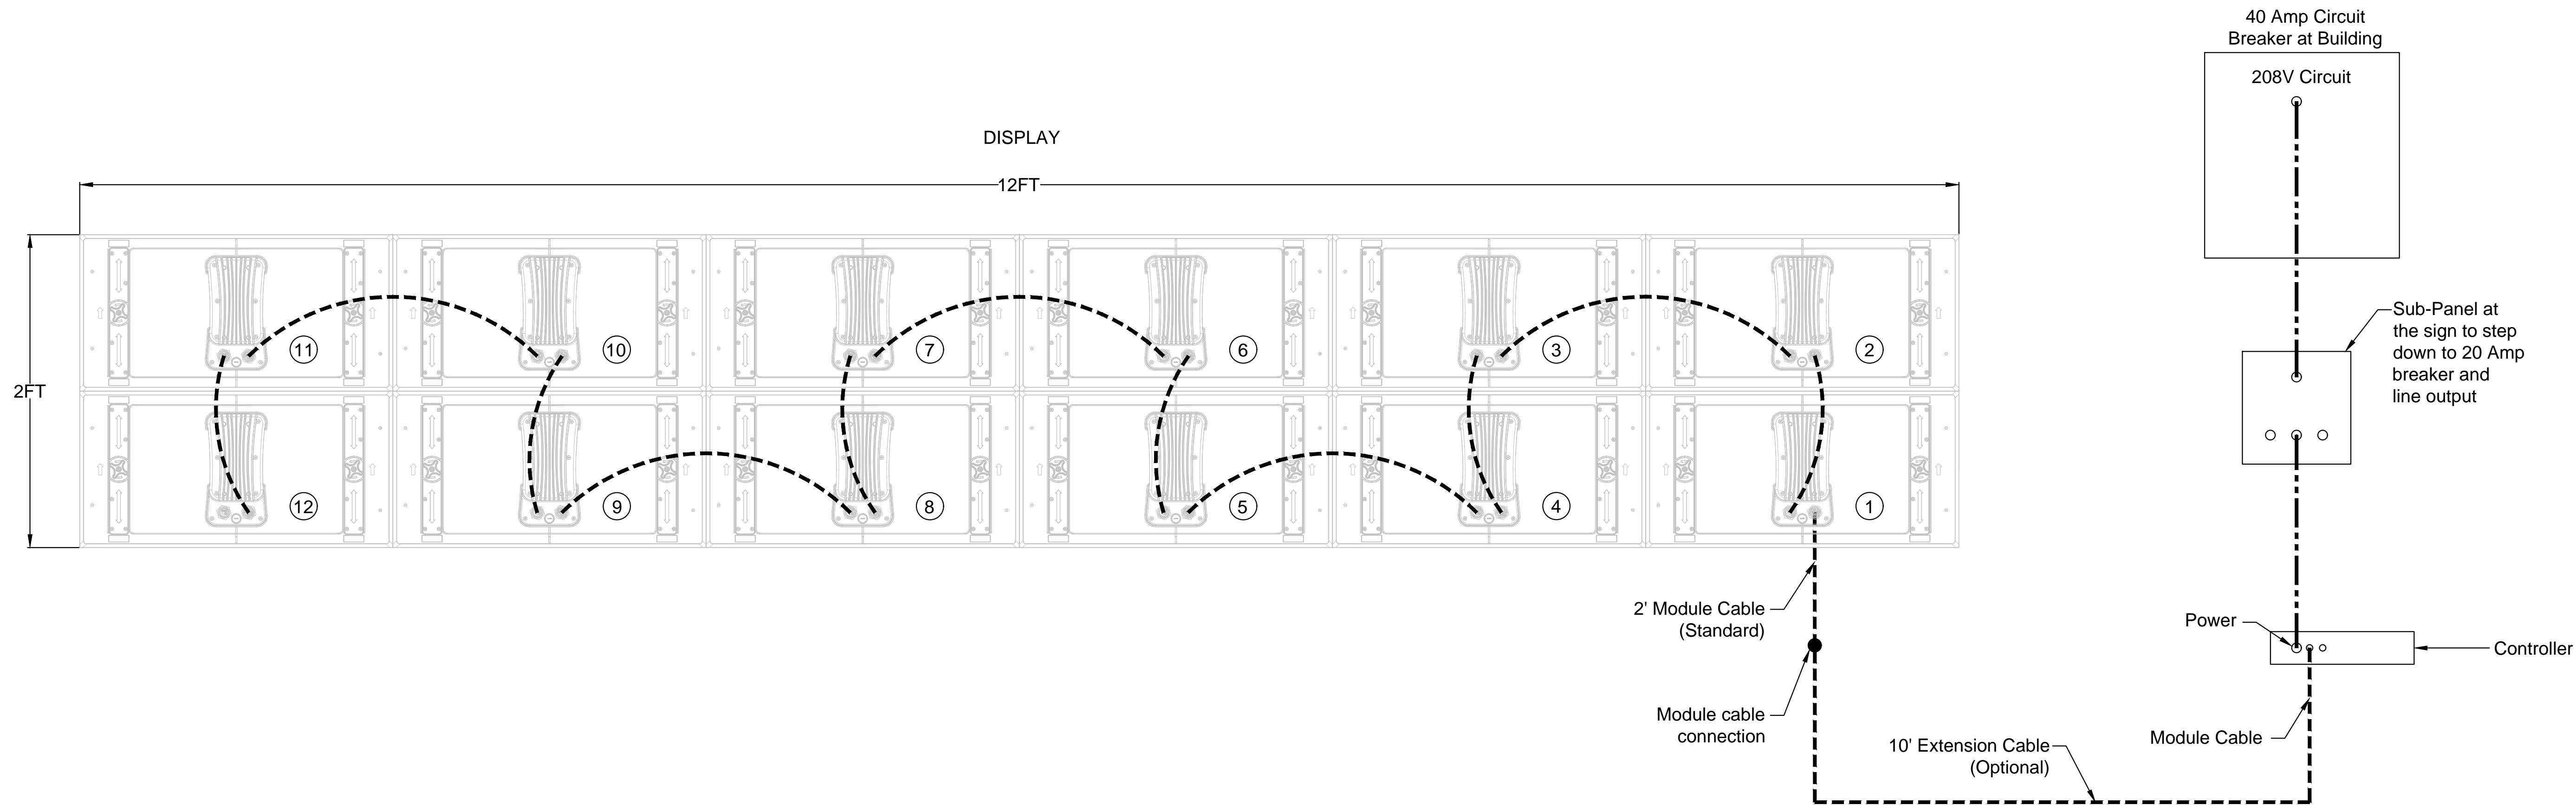 40 Amp Circuit
Breaker at Building
208V Circuit
DISPLAY
12FT
2FT
11
10
7
6
3
2
12
9
8
5
4
1
Sub-Panel at
the sign to step
down to 20 Amp
breaker and
line output
2' Module Cable
(Standard)
Power
Controller
Module cable
connection
10' Extension Cable
(Optional)
Module Cable